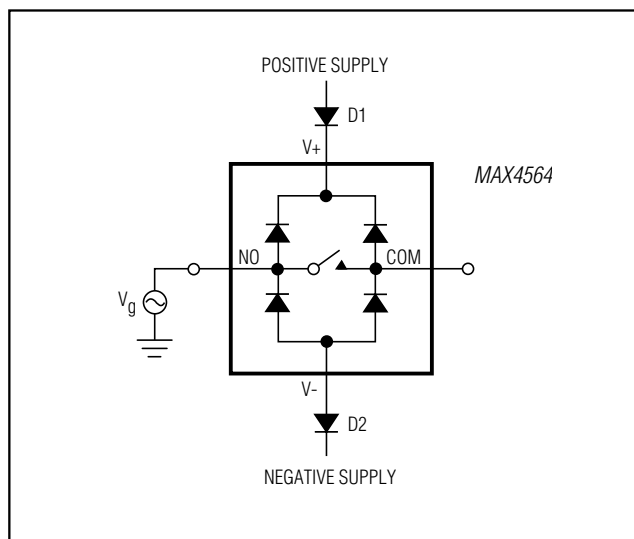 POSITIVE SUPPLY
D1
V+
MAX4564
NO
COM
Vg
V-
D2
NEGATIVE SUPPLY